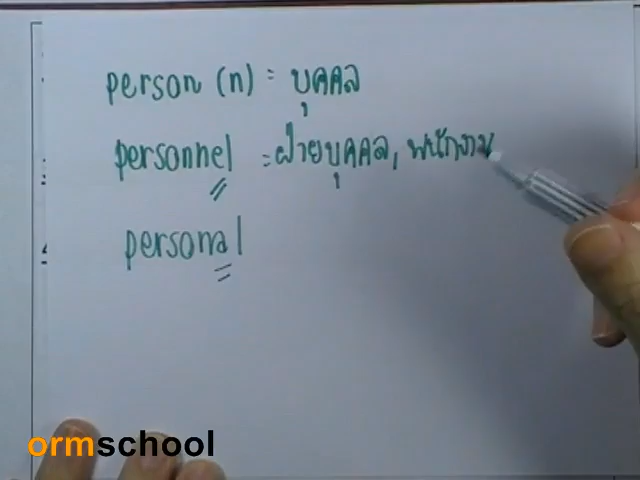 person (n) = บุคคล
personnel = ฝ่ายบุคคล, พนักงาน
personal
ormschool